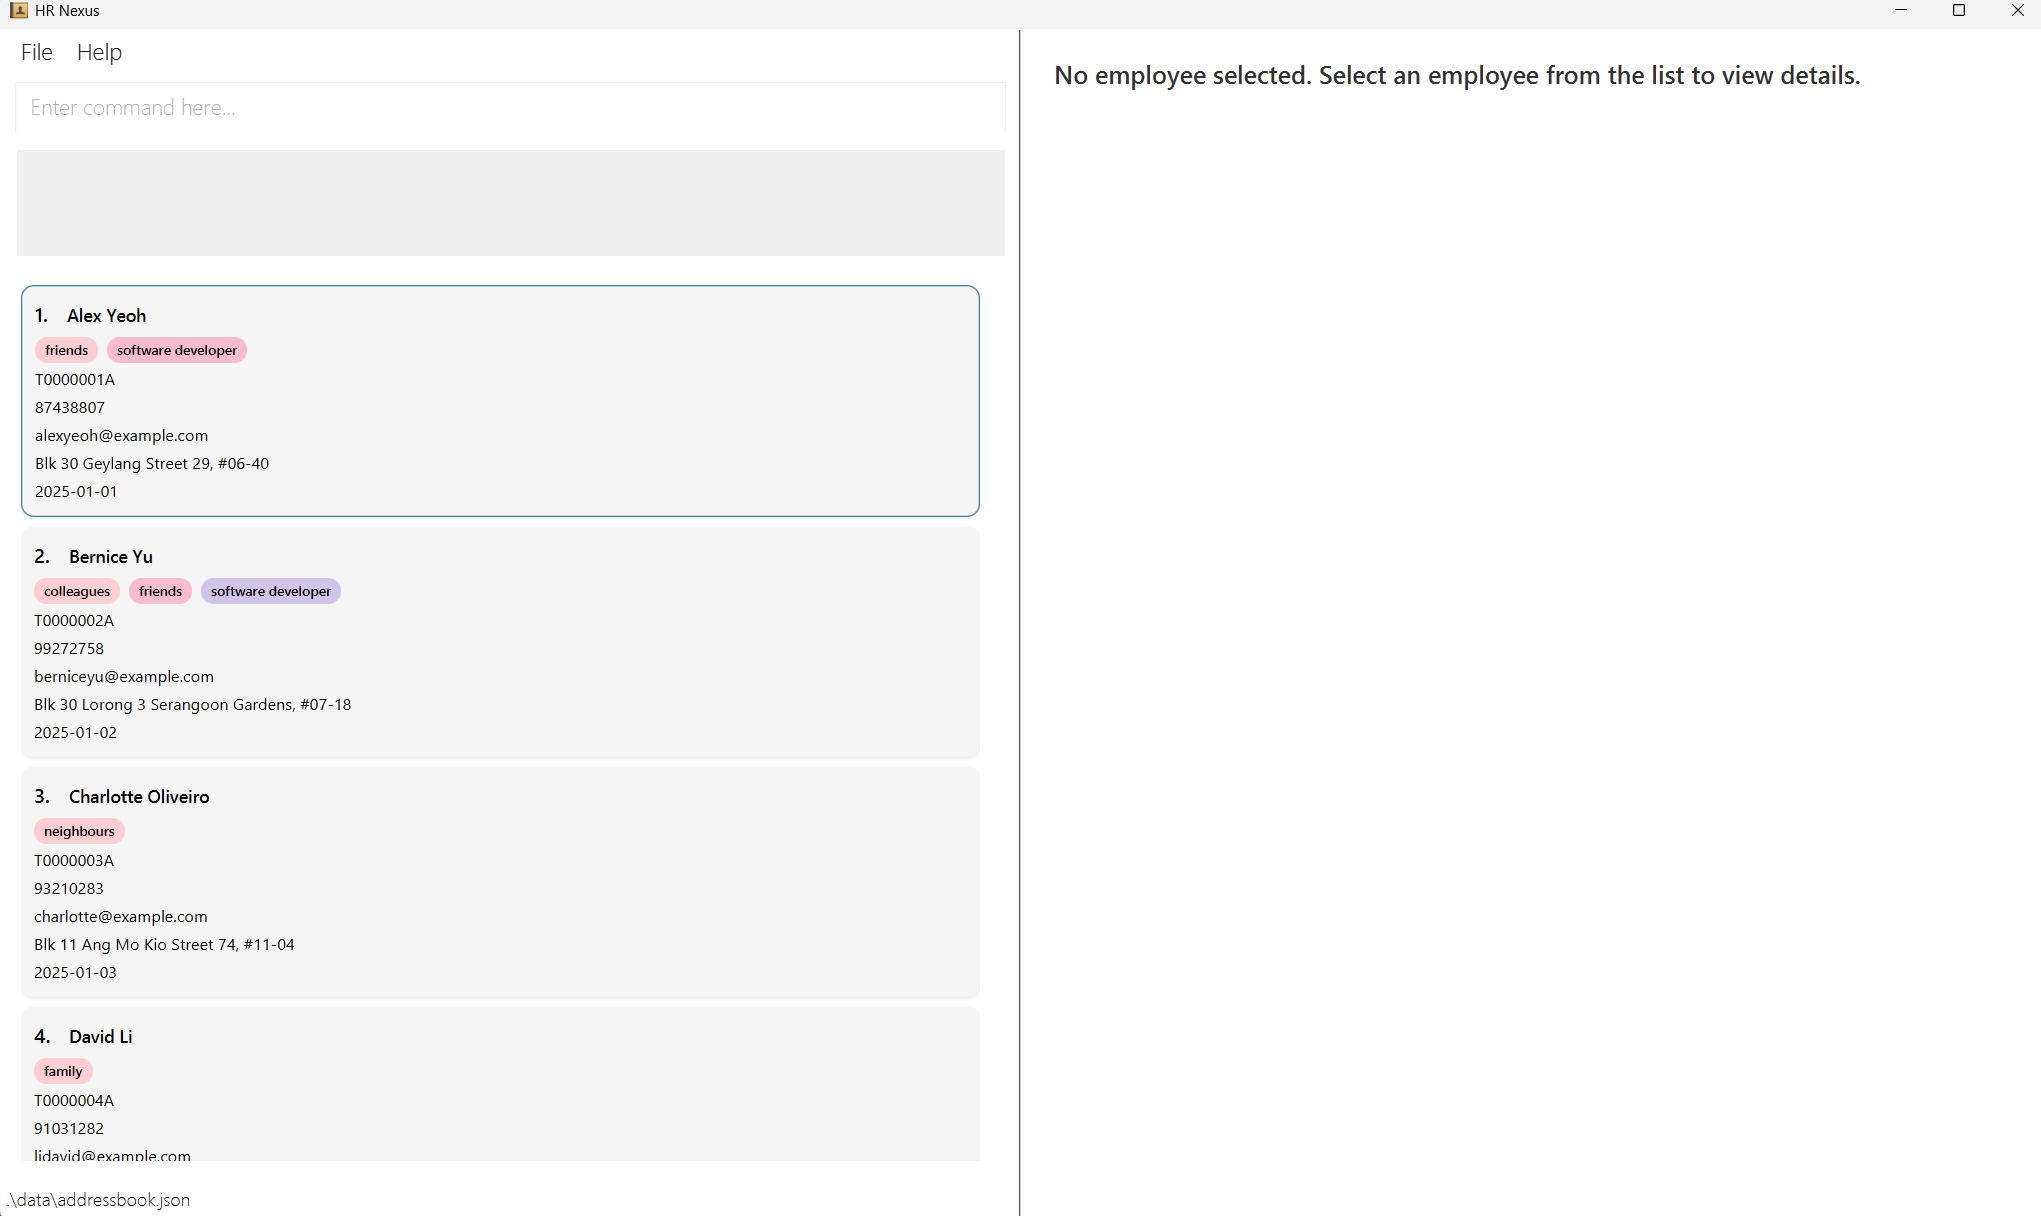 HR Nexus
File Help
Enter command here...
1. Alex Yeoh
friends software developer
T0000001A
87438807
alexyeoh@example.com
Blk 30 Geylang Street 29, #06-40
2025-01-01
2. Bernice Yu
colleagues friends software developer
T0000002A
99272758
berniceyu@example.com
Blk 30 Lorong 3 Serangoon Gardens, #07-18
2025-01-02
3. Charlotte Oliveiro
neighbours
T0000003A
93210283
charlotte@example.com
Blk 11 Ang Mo Kio Street 74, #11-04
2025-01-03
4. David Li
family
T0000004A
91031282
lidavid@example.com
.\data\addressbook.json
No employee selected. Select an employee from the list to view details.